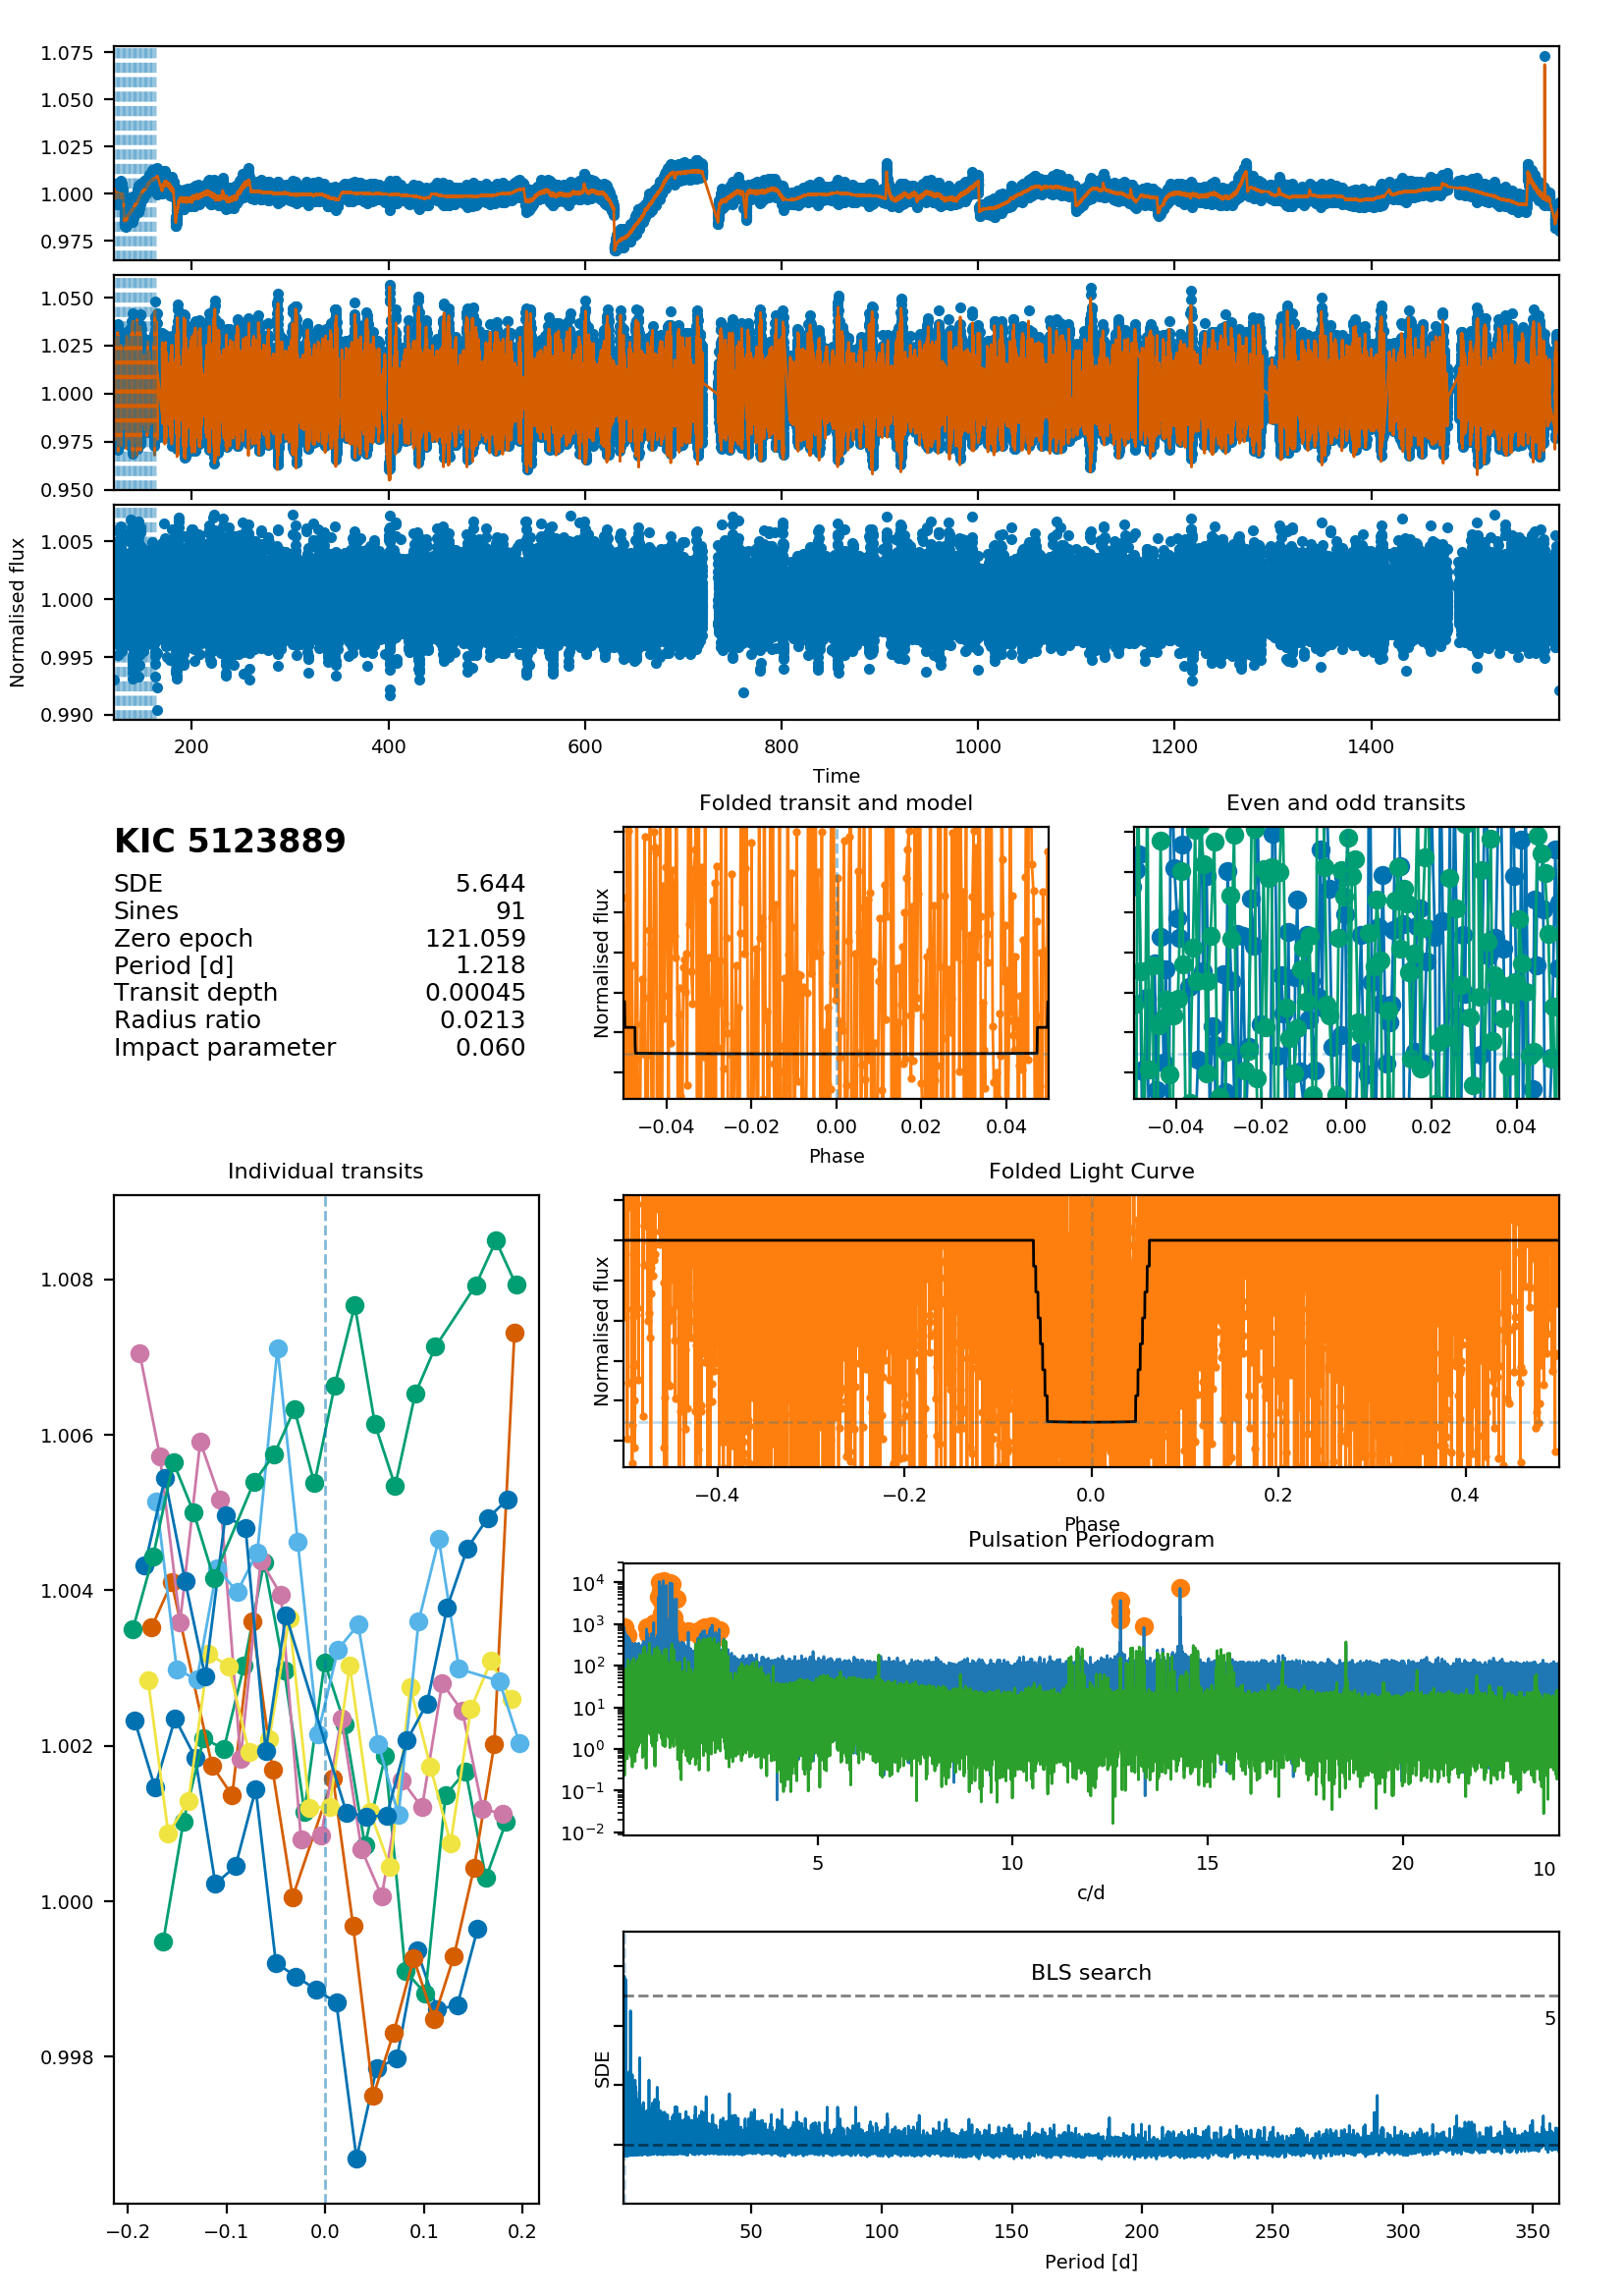 1.075
1.050
1.025
1.000
0.975
1.050
1.025
1.000
0.975
0.950
1.005
1.000
0.995
0.990
Normalised flux
200 400 600 800 1000 1200 1400
Time
KIC 5123889
SDE 5.644
Sines 91
Zero epoch 121.059
Period [d] 1.218
Transit depth 0.00045
Radius ratio 0.0213
Impact parameter 0.060
Folded transit and model
Normalised flux
−0.04 −0.02 0.00 0.02 0.04
Phase
Even and odd transits
−0.04 −0.02 0.00 0.02 0.04
Individual transits
1.008
1.006
1.004
1.002
1.000
0.998
−0.2 −0.1 0.0 0.1 0.2
Folded Light Curve
Normalised flux
−0.4 −0.2 0.0 0.2 0.4
Phase
Pulsation Periodogram
10⁴
10³
10²
10¹
10⁰
10⁻¹
10⁻²
5 10 15 20
10
c/d
BLS search
5
SDE
50 100 150 200 250 300 350
Period [d]